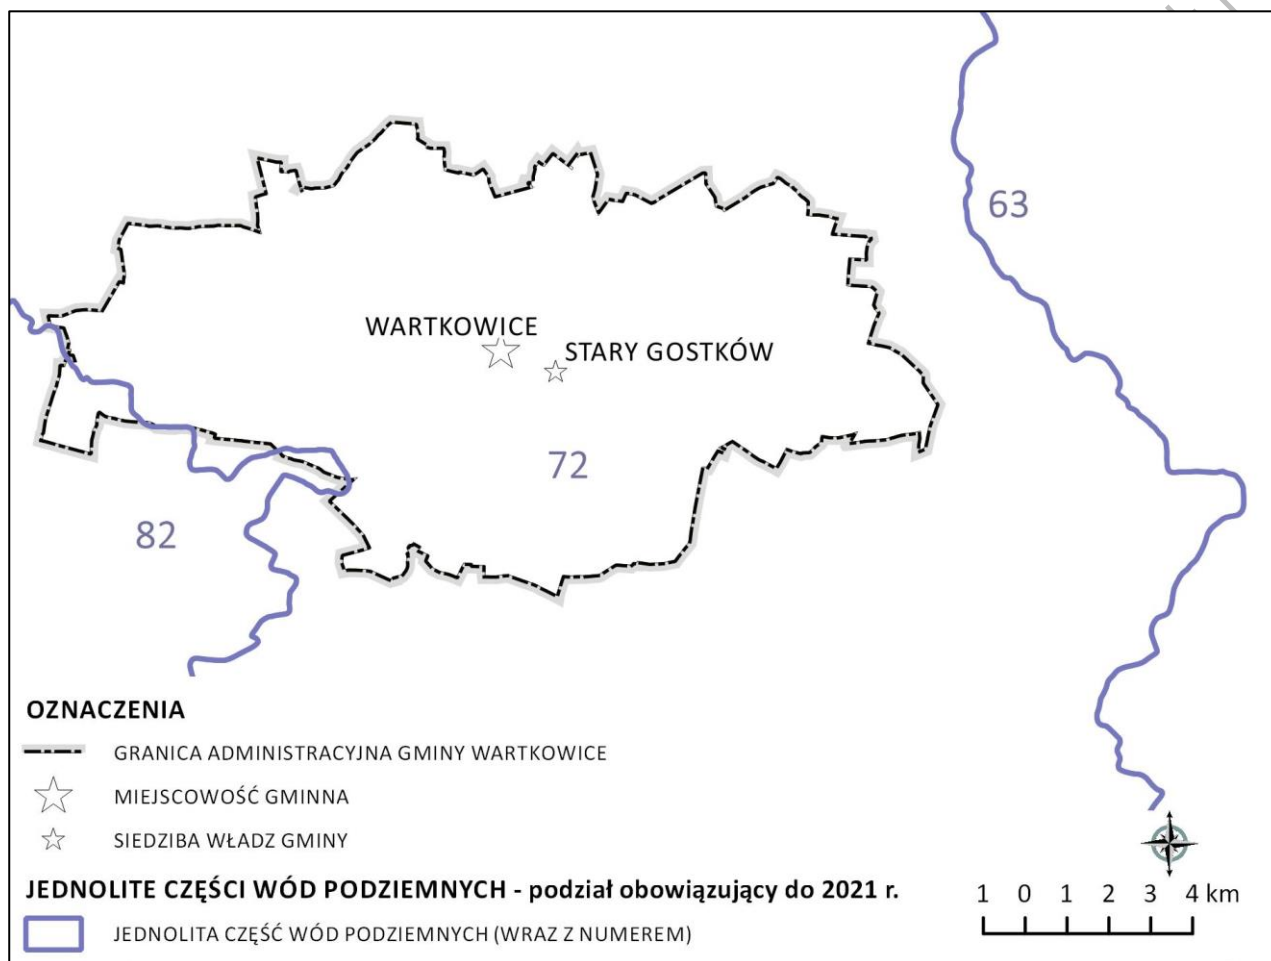 63
WARTKOWICE
STARY GOSTKÓW
72
82
OZNACZENIA
GRANICA ADMINISTRACYJNA GMINY WARTKOWICE
MIEJSCOWOŚĆ GMINNA
SIEDZIBA WŁADZ GMINY
JEDNOLITE CZĘŚCI WÓD PODZIEMNYCH - podział obowiązujący do 2021 r.
JEDNOLITA CZĘŚĆ WÓD PODZIEMNYCH (WRAZ Z NUMEREM)
1 0 1 2 3 4 km